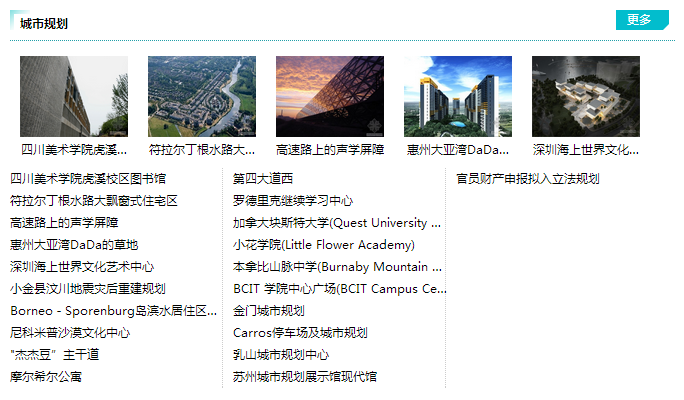 城市规划
更多
四川美术学院虎溪...
符拉尔丁根水路大...
高速路上的声学屏障
惠州大亚湾DaDa...
深圳海上世界文化...
四川美术学院虎溪校区图书馆
符拉尔丁根水路大飘窗式住宅区
高速路上的声学屏障
惠州大亚湾DaDa的草地
深圳海上世界文化艺术中心
小金县汶川地震灾后重建规划
Borneo - Sporenburg岛滨水居住区...
尼科米普沙漠文化中心
"杰杰豆”主干道
摩尔希尔公寓
第四大道西
罗德里克继续学习中心
加拿大块斯特大学(Quest University ...
小花学院(Little Flower Academy)
本拿比山脉中学(Burnaby Mountain ...
BCIT 学院中心广场(BCIT Campus Ce...
金门城市规划
Carros停车场及城市规划
乳山城市规划中心
苏州城市规划展示馆现代馆
官员财产申报拟入立法规划